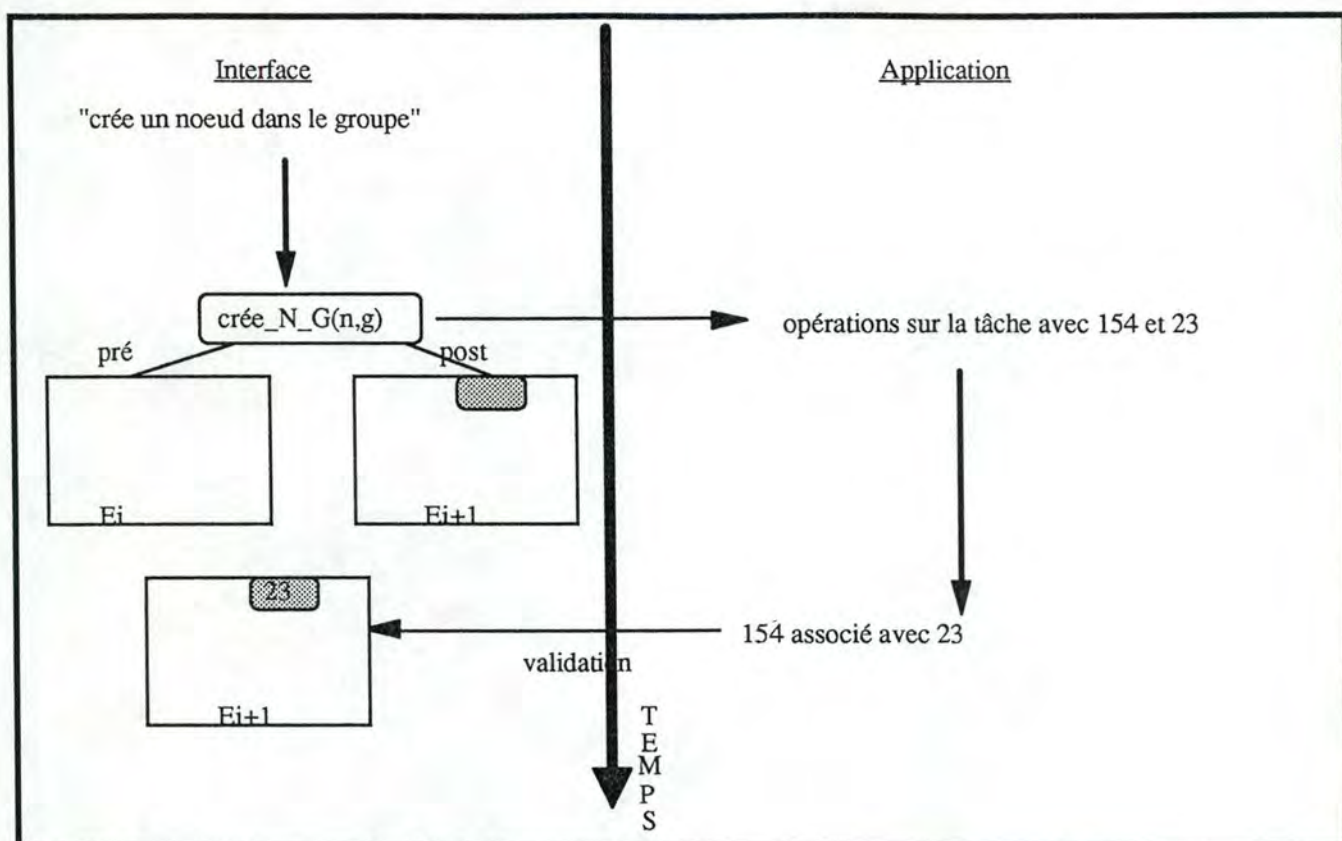 Interface
Application
"crée un noeud dans le groupe"
crée_N_G(n,g)
opérations sur la tâche avec 154 et 23
pré
post
Ei
Ei+1
23
154 associé avec 23
validation
Ei+1
T
E
M
P
S